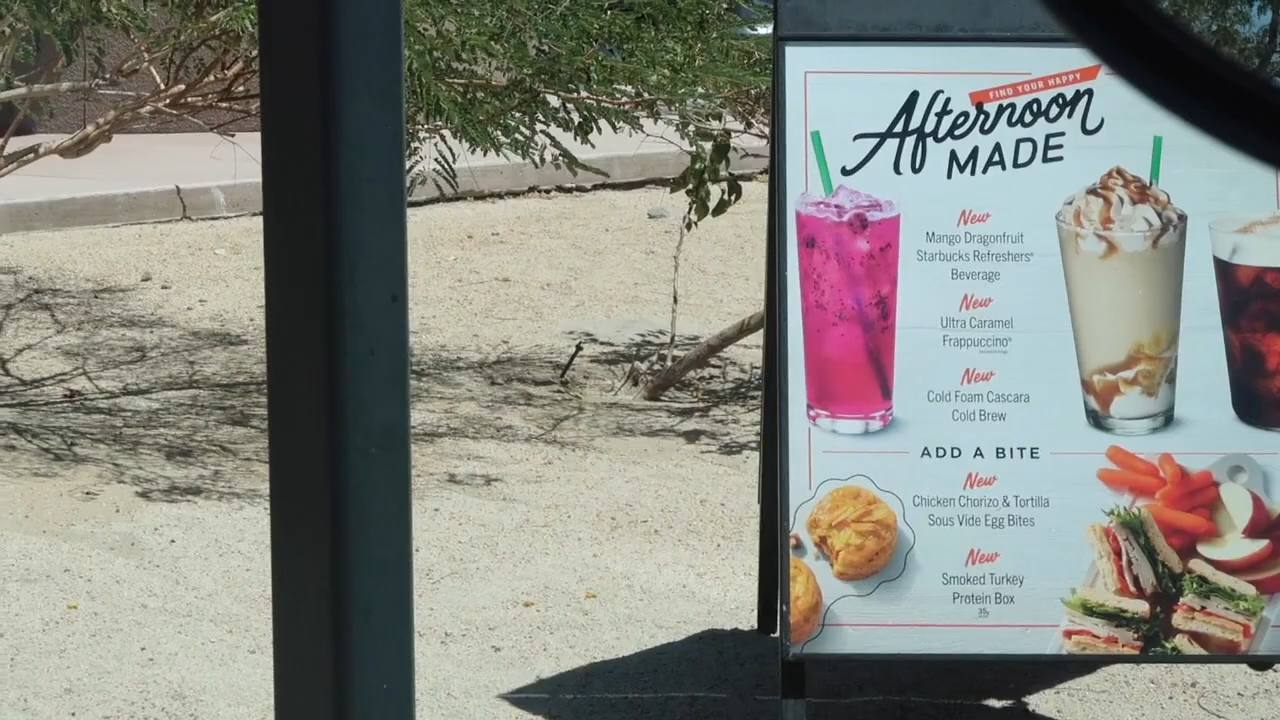 FIND YOUR HAPPY
Afternoon
MADE
New
Mango Dragonfruit
Starbucks Refreshers®
Beverage
New
Ultra Caramel
Frappuccino®
New
Cold Foam Cascara
Cold Brew
ADD A BITE
New
Chicken Chorizo & Tortilla
Sous Vide Egg Bites
New
Smoked Turkey
Protein Box